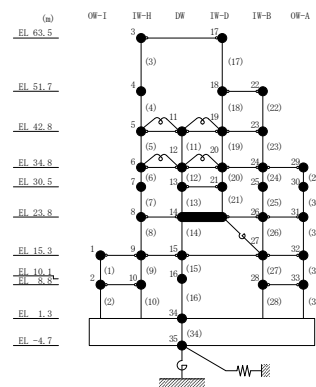 (m) OW-I IW-H DW IW-D IW-B OW-A
EL 63.5 3 17
(3) (17)
EL 51.7 4 18 22
(4) 11 19 (18) (22)
EL 42.8 5 23
(5) 12 (11) 20 (19) (23)
EL 34.8 6 24 29
(6) (12) (20) (24)
EL 30.5 7 13 21 25 30
(7) (13) (21) (25)
EL 23.8 8 14 26 31
(8) (14) (26)
27
EL 15.3 1 9 15 32
(1) (9) (15) (27)
EL 10.1 16
EL 8.8 2 10 28 33
(2) (10) (16) (28)
EL 1.3 34
(34)
EL -4.7 35